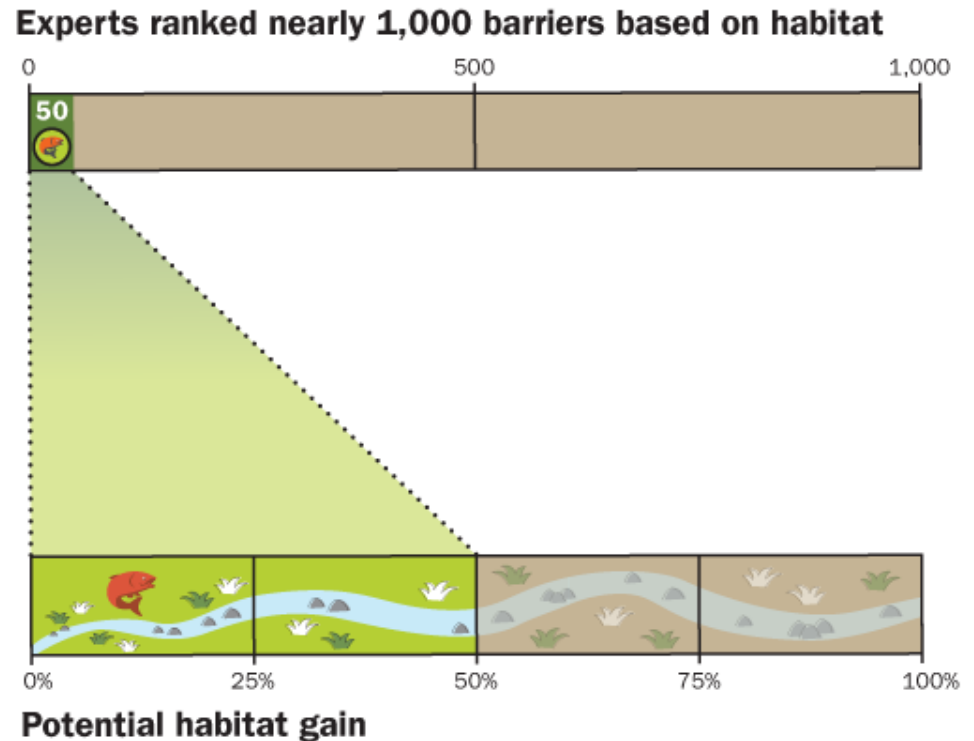 Experts ranked nearly 1,000 barriers based on habitat
0 500 1,000
50
0% 25% 50% 75% 100%
Potential habitat gain